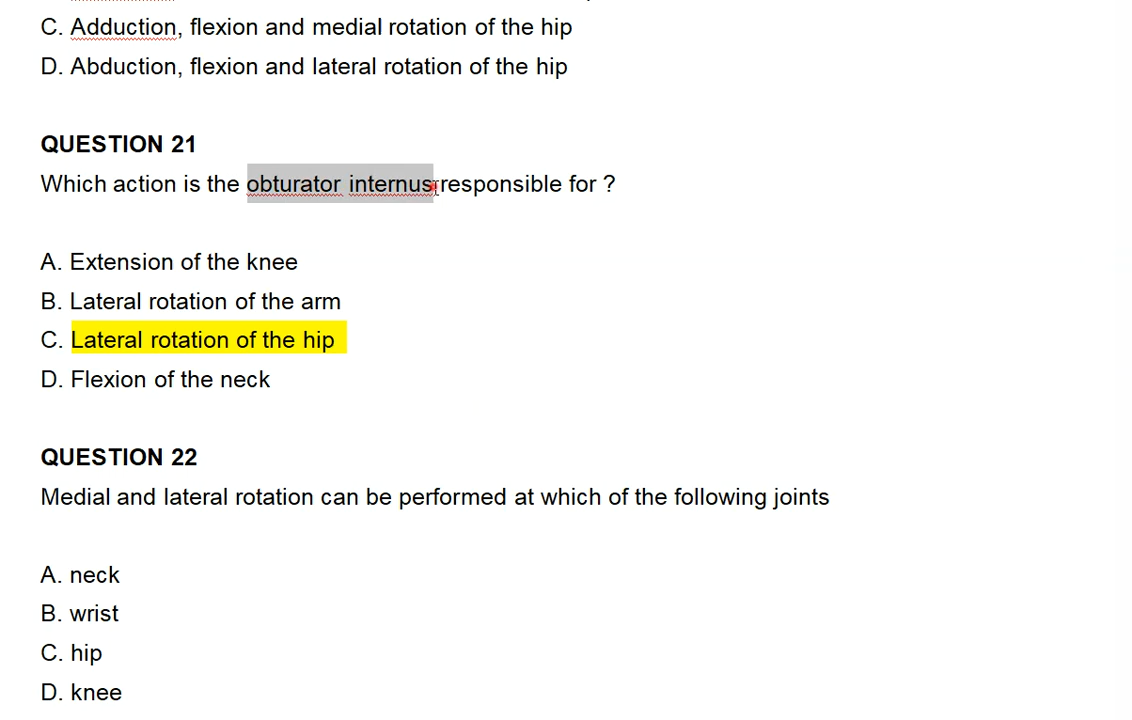 C. Adduction, flexion and medial rotation of the hip
D. Abduction, flexion and lateral rotation of the hip
QUESTION 21
Which action is the obturator internus responsible for ?
A. Extension of the knee
B. Lateral rotation of the arm
C. Lateral rotation of the hip
D. Flexion of the neck
QUESTION 22
Medial and lateral rotation can be performed at which of the following joints
A. neck
B. wrist
C. hip
D. knee